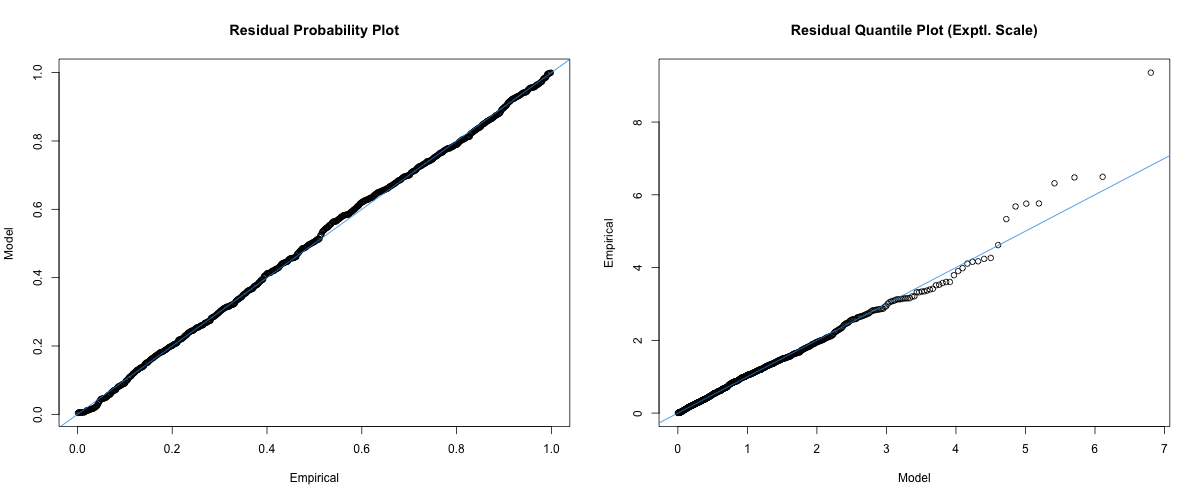 Residual Probability Plot
Model
0.0 0.2 0.4 0.6 0.8 1.0
0.0 0.2 0.4 0.6 0.8 1.0
Empirical
Residual Quantile Plot (Exptl. Scale)
Empirical
0 2 4 6 8
0 1 2 3 4 5 6 7
Model